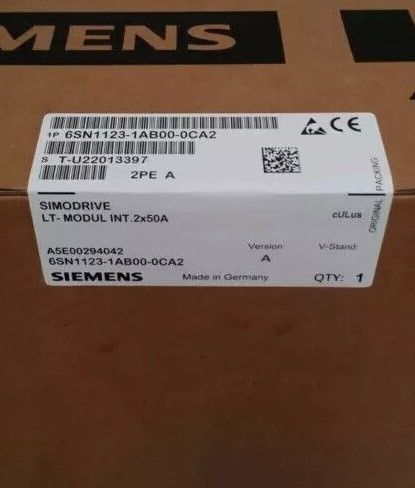 MENS
1P 6SN1123-1AB00-0CA2
S T-U22013397
2PE A
SIMODRIVE
LT- MODUL INT.2x50A
cULus
ORIGINAL PACKING
A5E00294042
Version
V-Stand:
6SN1123-1AB00-0CA2
A
SIEMENS
Made in Germany
QTY: 1
CE